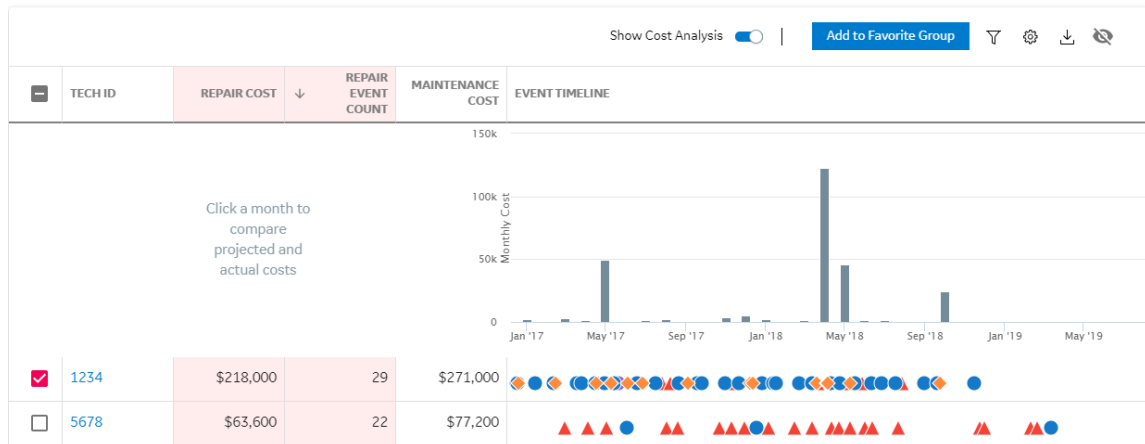 Show Cost Analysis
Add to Favorite Group
TECH ID
REPAIR COST
REPAIR
EVENT
COUNT
MAINTENANCE
COST
EVENT TIMELINE
Click a month to
compare
projected and
actual costs
Monthly Cost
150k
100k
50k
0
Jan '17 May '17 Sep '17 Jan '18 May '18 Sep '18 Jan '19 May '19
1234 $218,000 29 $271,000
5678 $63,600 22 $77,200